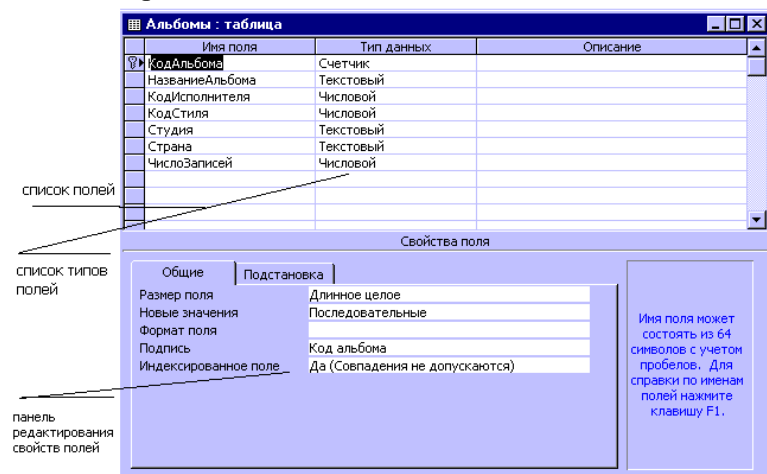 Альбомы : таблица
Имя поля Тип данных Описание
КодАльбома Счетчик
НазваниеАльбома Текстовый
КодИсполнителя Числовой
КодСтиля Числовой
Студия Текстовый
Страна Текстовый
ЧислоЗаписей Числовой
список полей
Свойства поля
список типов
полей
Общие Подстановка
Размер поля Длинное целое
Новые значения Последовательные
Формат поля
Подпись Код альбома
Индексированное поле Да (Совпадения не допускаются)
Имя поля может
состоять из 64
символов с учетом
пробелов. Для
справки по именам
полей нажмите
клавишу F1.
панель
редактирования
свойств полей